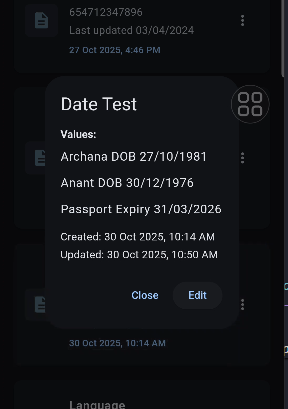 654712347896
Last updated 03/04/2024
27 Oct 2025, 4:46 PM
Date Test
Values:
Archana DOB 27/10/1981
Anant DOB 30/12/1976
Passport Expiry 31/03/2026
Created: 30 Oct 2025, 10:14 AM
Updated: 30 Oct 2025, 10:50 AM
Close
Edit
30 Oct 2025, 10:14 AM
Language